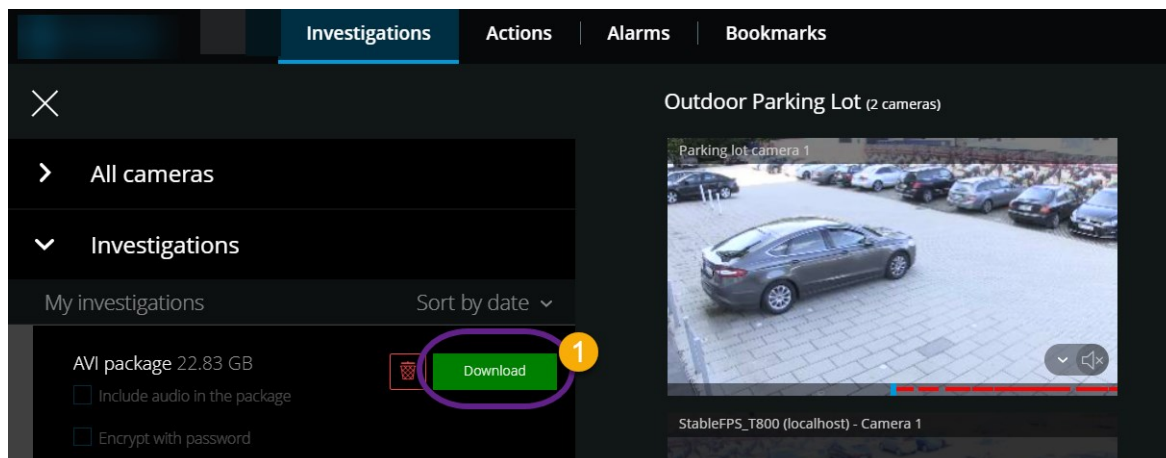 Investigations Actions Alarms Bookmarks
Outdoor Parking Lot (2 cameras)
All cameras
Investigations
My investigations Sort by date
AVI package 22.83 GB
Download
1
Include audio in the package
Encrypt with password
Parking lot camera 1
StableFPS_T800 (localhost) - Camera 1